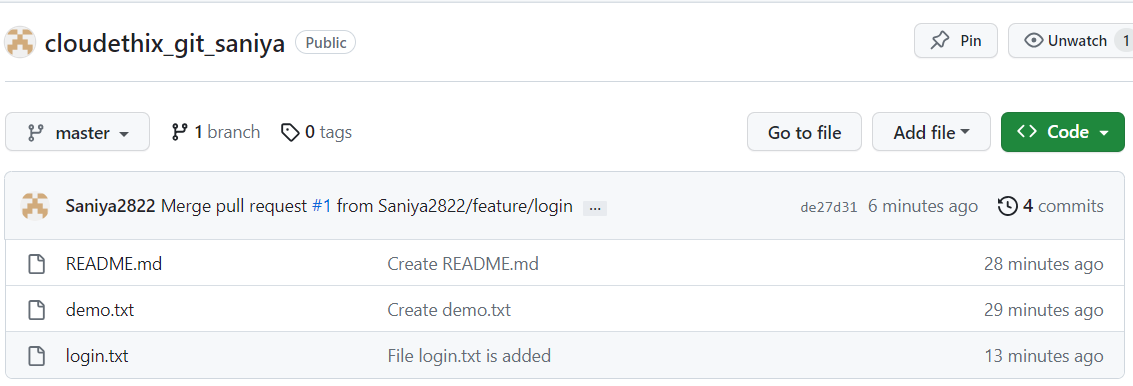 cloudethix_git_saniya Public Pin Unwatch 1
master 1 branch 0 tags Go to file Add file Code
Saniya2822 Merge pull request #1 from Saniya2822/feature/login ... de27d31 6 minutes ago 4 commits
README.md Create README.md 28 minutes ago
demo.txt Create demo.txt 29 minutes ago
login.txt File login.txt is added 13 minutes ago